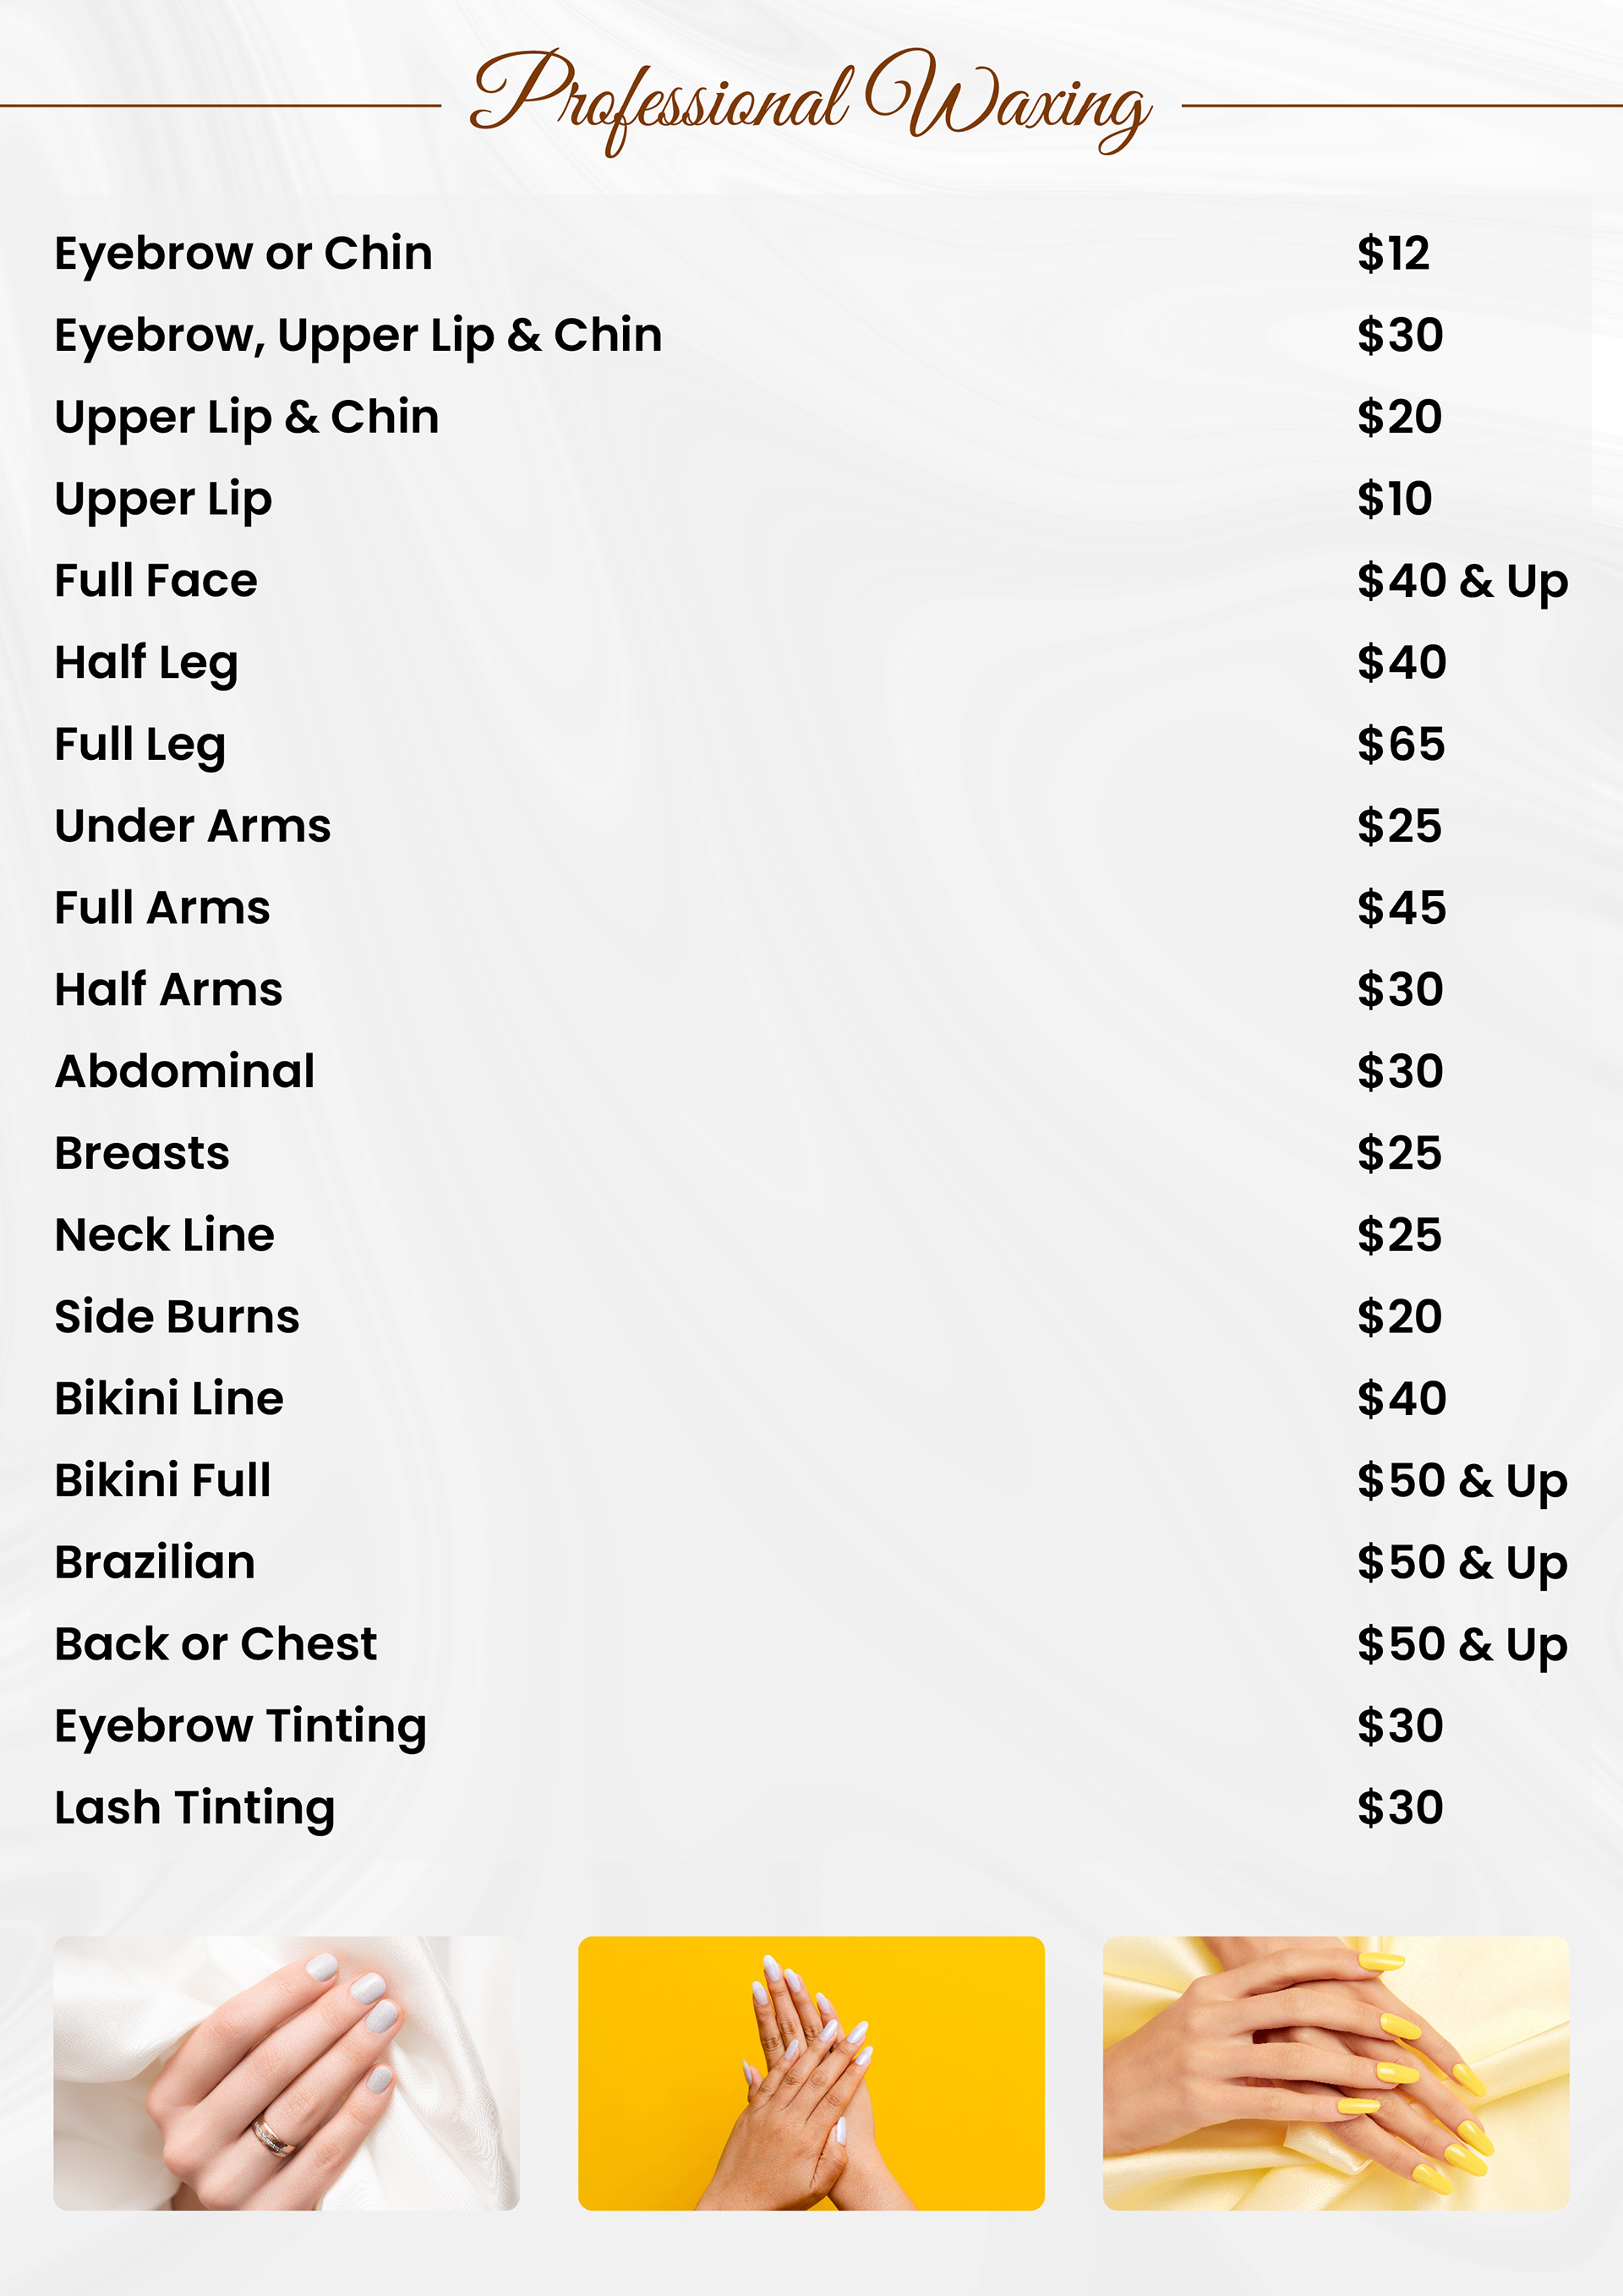 Professional Waxing
Eyebrow or Chin $12
Eyebrow, Upper Lip & Chin $30
Upper Lip & Chin $20
Upper Lip $10
Full Face $40 & Up
Half Leg $40
Full Leg $65
Under Arms $25
Full Arms $45
Half Arms $30
Abdominal $30
Breasts $25
Neck Line $25
Side Burns $20
Bikini Line $40
Bikini Full $50 & Up
Brazilian $50 & Up
Back or Chest $50 & Up
Eyebrow Tinting $30
Lash Tinting $30